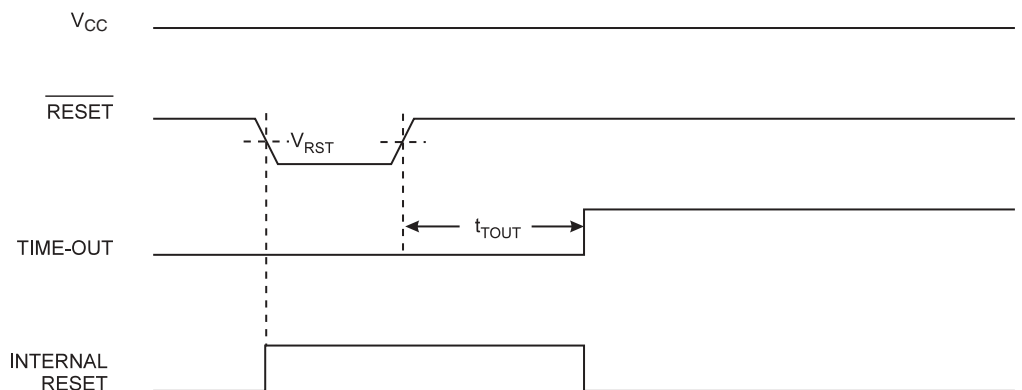 VCC
RESET
VRST
tTOUT
TIME-OUT
INTERNAL
RESET